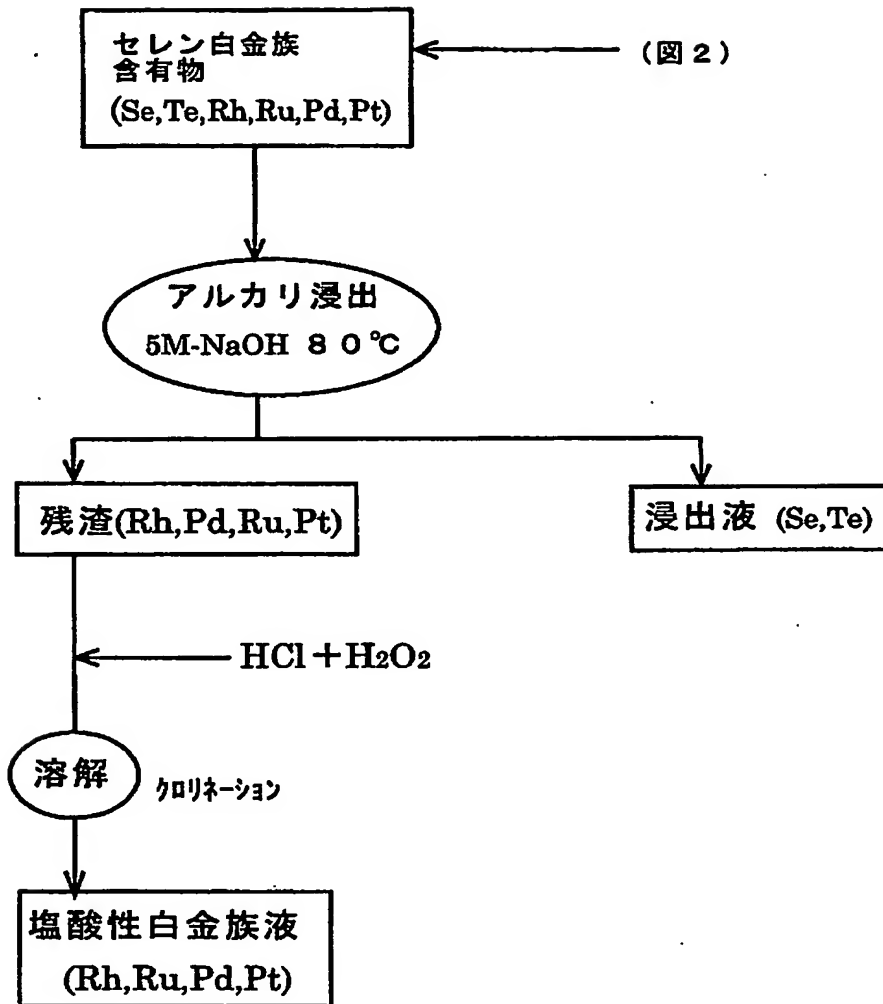 セレン白金族
含有物
(Se,Te,Rh,Ru,Pd,Pt)
(図2)
アルカリ浸出
5M-NaOH 80℃
残渣(Rh,Pd,Ru,Pt)
浸出液 (Se,Te)
HCl+H2O2
溶解
クロリネーション
塩酸性白金族液
(Rh,Ru,Pd,Pt)